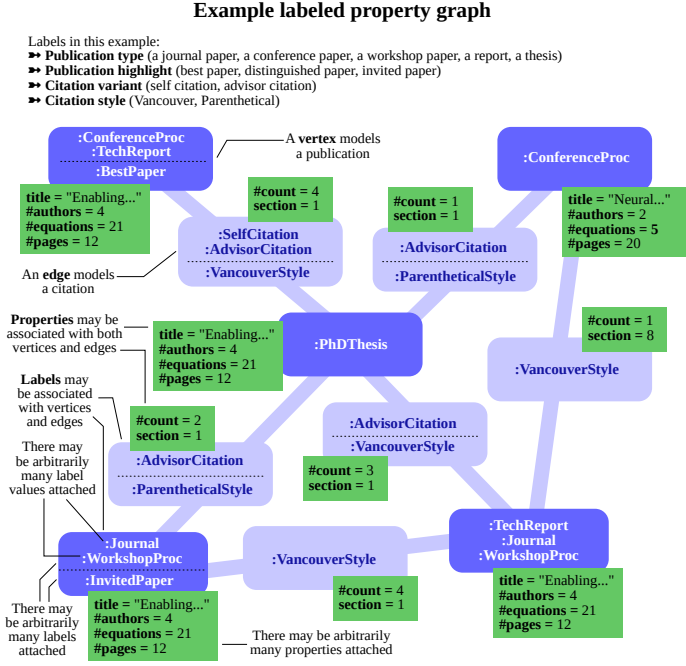 Example labeled property graph
Labels in this example:
➽ Publication type (a journal paper, a conference paper, a workshop paper, a report, a thesis)
➽ Publication highlight (best paper, distinguished paper, invited paper)
➽ Citation variant (self citation, advisor citation)
➽ Citation style (Vancouver, Parenthetical)
:ConferenceProc
:TechReport
:BestPaper
A vertex models
a publication
:ConferenceProc
title = "Enabling..."
#authors = 4
#equations = 21
#pages = 12
#count = 4
section = 1
#count = 1
section = 1
title = "Neural..."
#authors = 2
#equations = 5
#pages = 20
:SelfCitation
:AdvisorCitation
:VancouverStyle
:AdvisorCitation
:ParentheticalStyle
An edge models
a citation
Properties may be
associated with both
vertices and edges
title = "Enabling..."
#authors = 4
#equations = 21
#pages = 12
:PhDThesis
#count = 1
section = 8
:VancouverStyle
Labels may
be associated
with vertices
and edges
#count = 2
section = 1
:AdvisorCitation
:VancouverStyle
There may
be arbitrarily
many label
values attached
:AdvisorCitation
:ParentheticalStyle
#count = 3
section = 1
:Journal
:WorkshopProc
:InvitedPaper
:VancouverStyle
:TechReport
:Journal
:WorkshopProc
There may
be arbitrarily
many labels
attached
title = "Enabling..."
#authors = 4
#equations = 21
#pages = 12
#count = 4
section = 1
title = "Enabling..."
#authors = 4
#equations = 21
#pages = 12
There may be arbitrarily
many properties attached